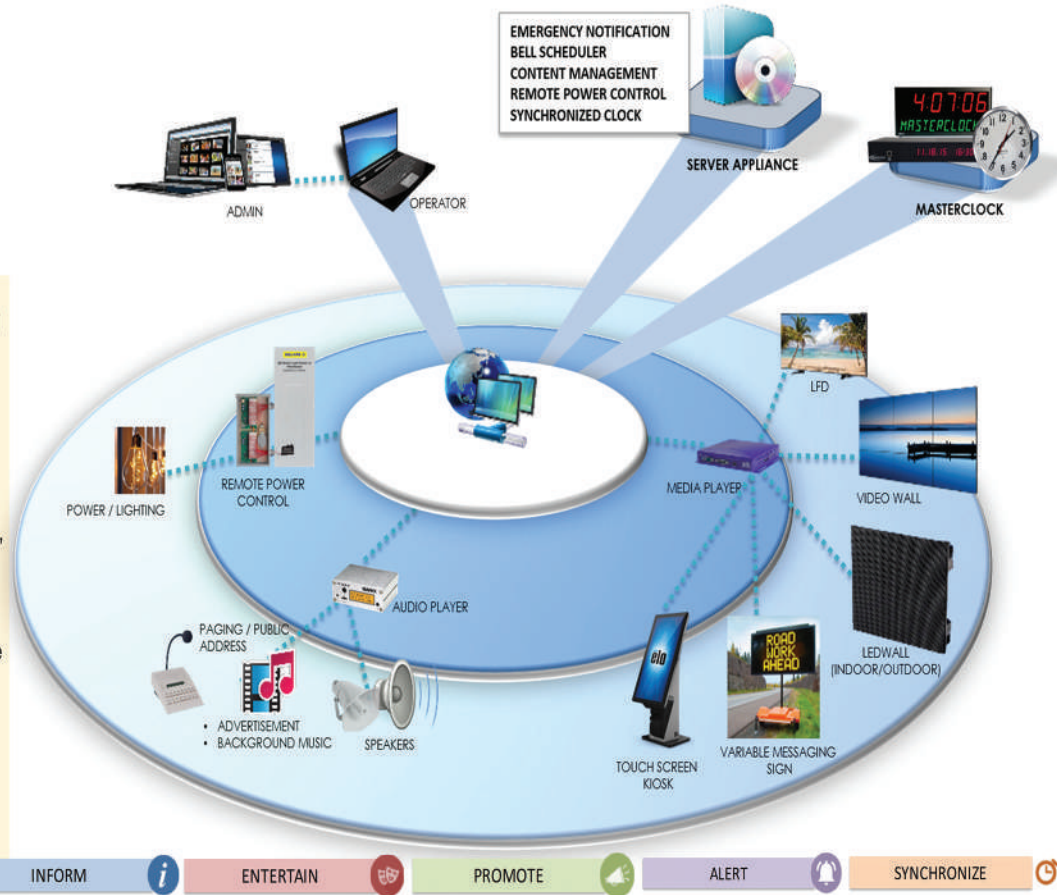 EMERGENCY NOTIFICATION
BELL SCHEDULER
CONTENT MANAGEMENT
REMOTE POWER CONTROL
SYNCHRONIZED CLOCK
SERVER APPLIANCE
4:07:06
MASTERCLOCK
MASTERCLOCK
ADMIN
OPERATOR
LFD
REMOTE POWER
CONTROL
POWER / LIGHTING
MEDIA PLAYER
VIDEO WALL
AUDIO PLAYER
PAGING / PUBLIC
ADDRESS
• ADVERTISEMENT
• BACKGROUND MUSIC
SPEAKERS
elo
TOUCH SCREEN
KIOSK
ROAD
WORK
AHEAD
VARIABLE MESSAGING
SIGN
LEDWALL
(INDOOR/OUTDOOR)
INFORM
ENTERTAIN
PROMOTE
ALERT
SYNCHRONIZE